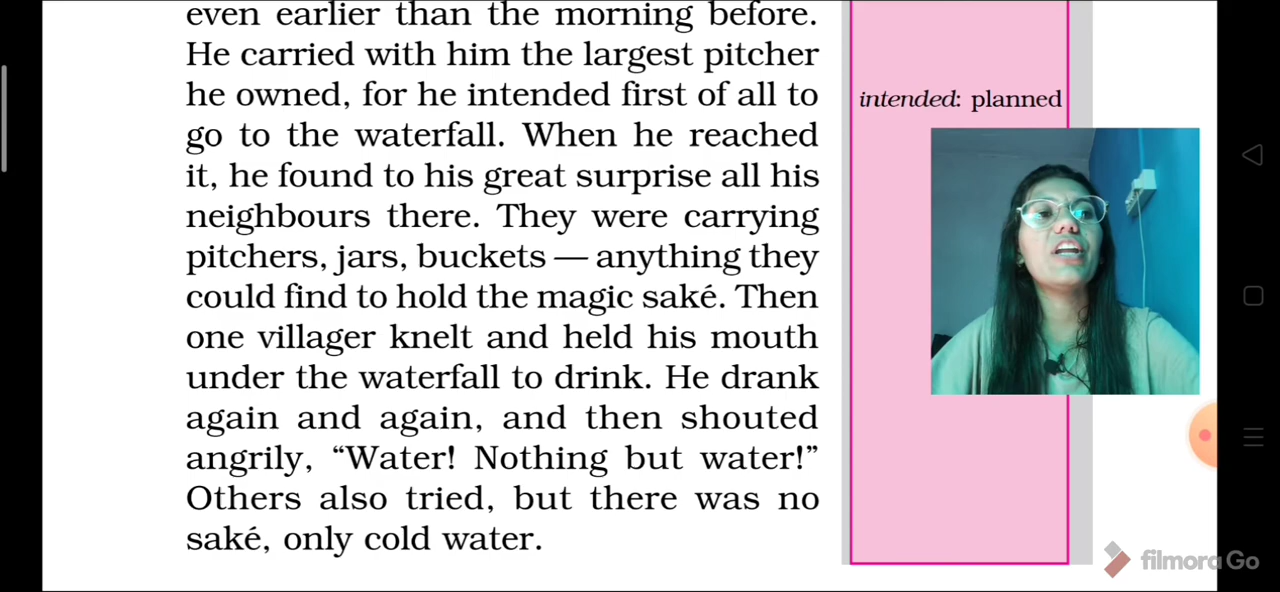 even earlier than the morning before.
He carried with him the largest pitcher
he owned, for he intended first of all to
go to the waterfall. When he reached
it, he found to his great surprise all his
neighbours there. They were carrying
pitchers, jars, buckets — anything they
could find to hold the magic saké. Then
one villager knelt and held his mouth
under the waterfall to drink. He drank
again and again, and then shouted
angrily, “Water! Nothing but water!”
Others also tried, but there was no
saké, only cold water.
intended: planned
filmora Go